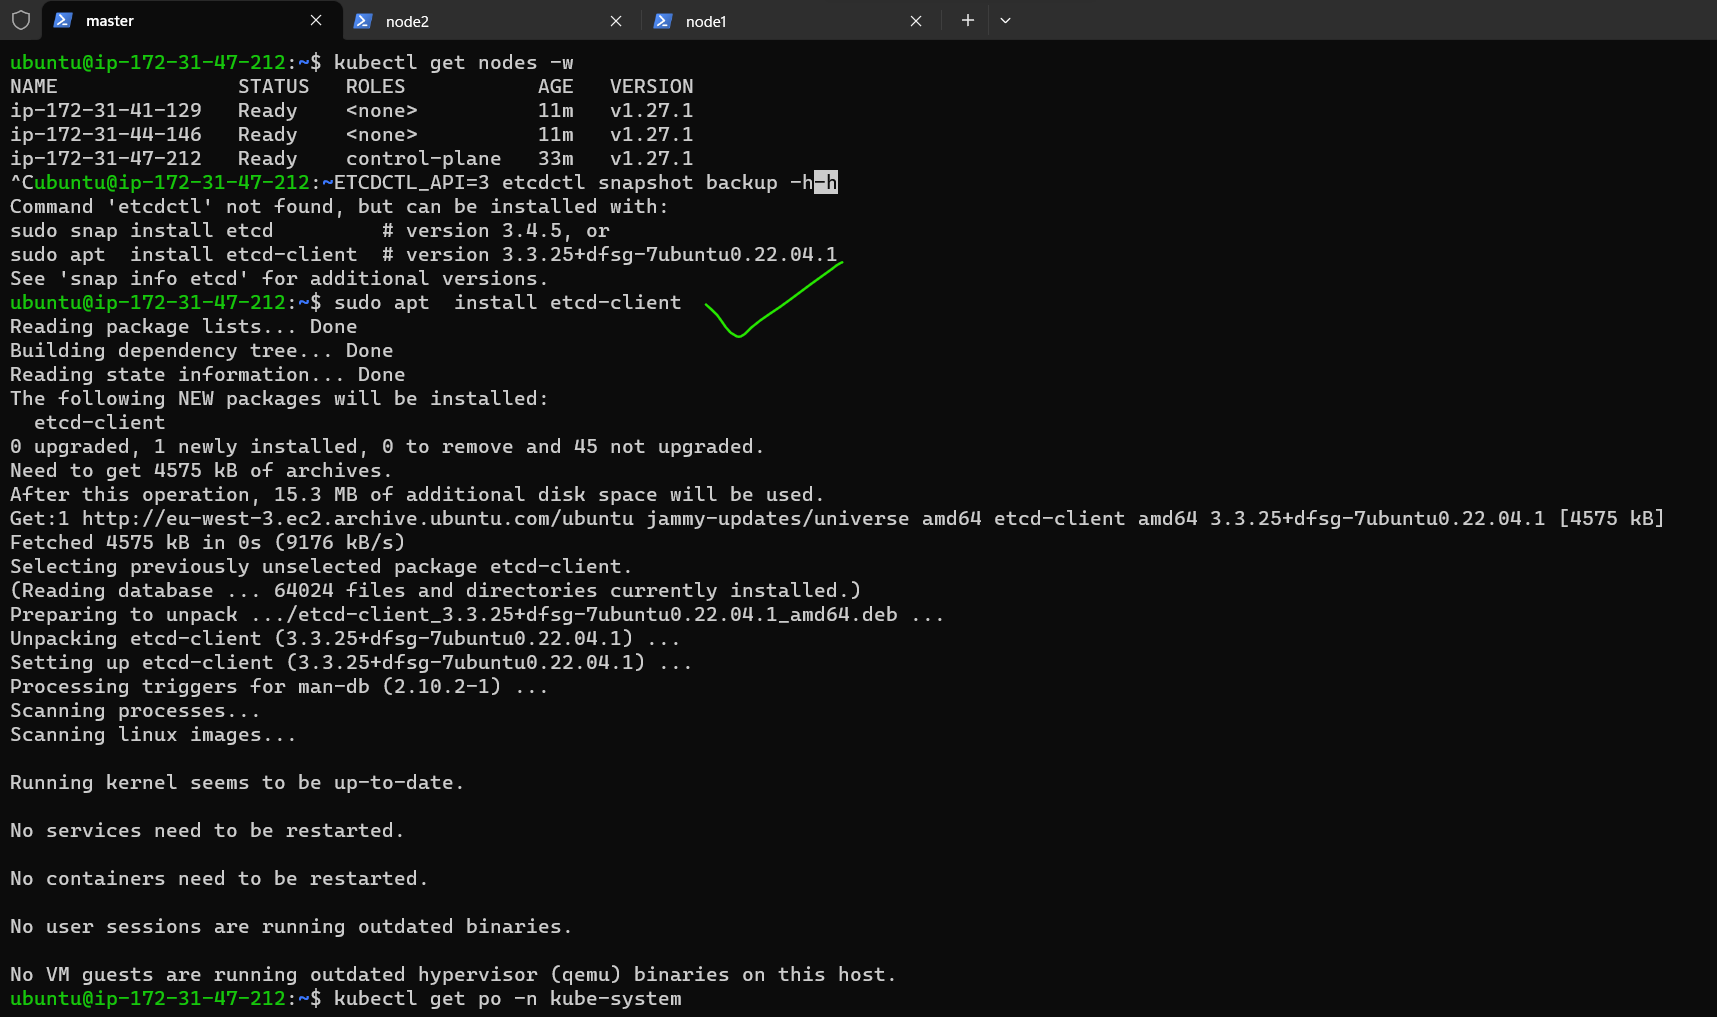 master
node2
node1
ubuntu@ip-172-31-47-212:~$ kubectl get nodes -w
NAME               STATUS   ROLES           AGE   VERSION
ip-172-31-41-129   Ready    <none>          11m   v1.27.1
ip-172-31-44-146   Ready    <none>          11m   v1.27.1
ip-172-31-47-212   Ready    control-plane   33m   v1.27.1
^Cubuntu@ip-172-31-47-212:~ETCDCTL_API=3 etcdctl snapshot backup -h-h
Command 'etcdctl' not found, but can be installed with:
sudo snap install etcd         # version 3.4.5, or
sudo apt  install etcd-client  # version 3.3.25+dfsg-7ubuntu0.22.04.1
See 'snap info etcd' for additional versions.
ubuntu@ip-172-31-47-212:~$ sudo apt  install etcd-client
Reading package lists... Done
Building dependency tree... Done
Reading state information... Done
The following NEW packages will be installed:
  etcd-client
0 upgraded, 1 newly installed, 0 to remove and 45 not upgraded.
Need to get 4575 kB of archives.
After this operation, 15.3 MB of additional disk space will be used.
Get:1 http://eu-west-3.ec2.archive.ubuntu.com/ubuntu jammy-updates/universe amd64 etcd-client amd64 3.3.25+dfsg-7ubuntu0.22.04.1 [4575 kB]
Fetched 4575 kB in 0s (9176 kB/s)
Selecting previously unselected package etcd-client.
(Reading database ... 64024 files and directories currently installed.)
Preparing to unpack .../etcd-client_3.3.25+dfsg-7ubuntu0.22.04.1_amd64.deb ...
Unpacking etcd-client (3.3.25+dfsg-7ubuntu0.22.04.1) ...
Setting up etcd-client (3.3.25+dfsg-7ubuntu0.22.04.1) ...
Processing triggers for man-db (2.10.2-1) ...
Scanning processes...
Scanning linux images...
Running kernel seems to be up-to-date.
No services need to be restarted.
No containers need to be restarted.
No user sessions are running outdated binaries.
No VM guests are running outdated hypervisor (qemu) binaries on this host.
ubuntu@ip-172-31-47-212:~$ kubectl get po -n kube-system